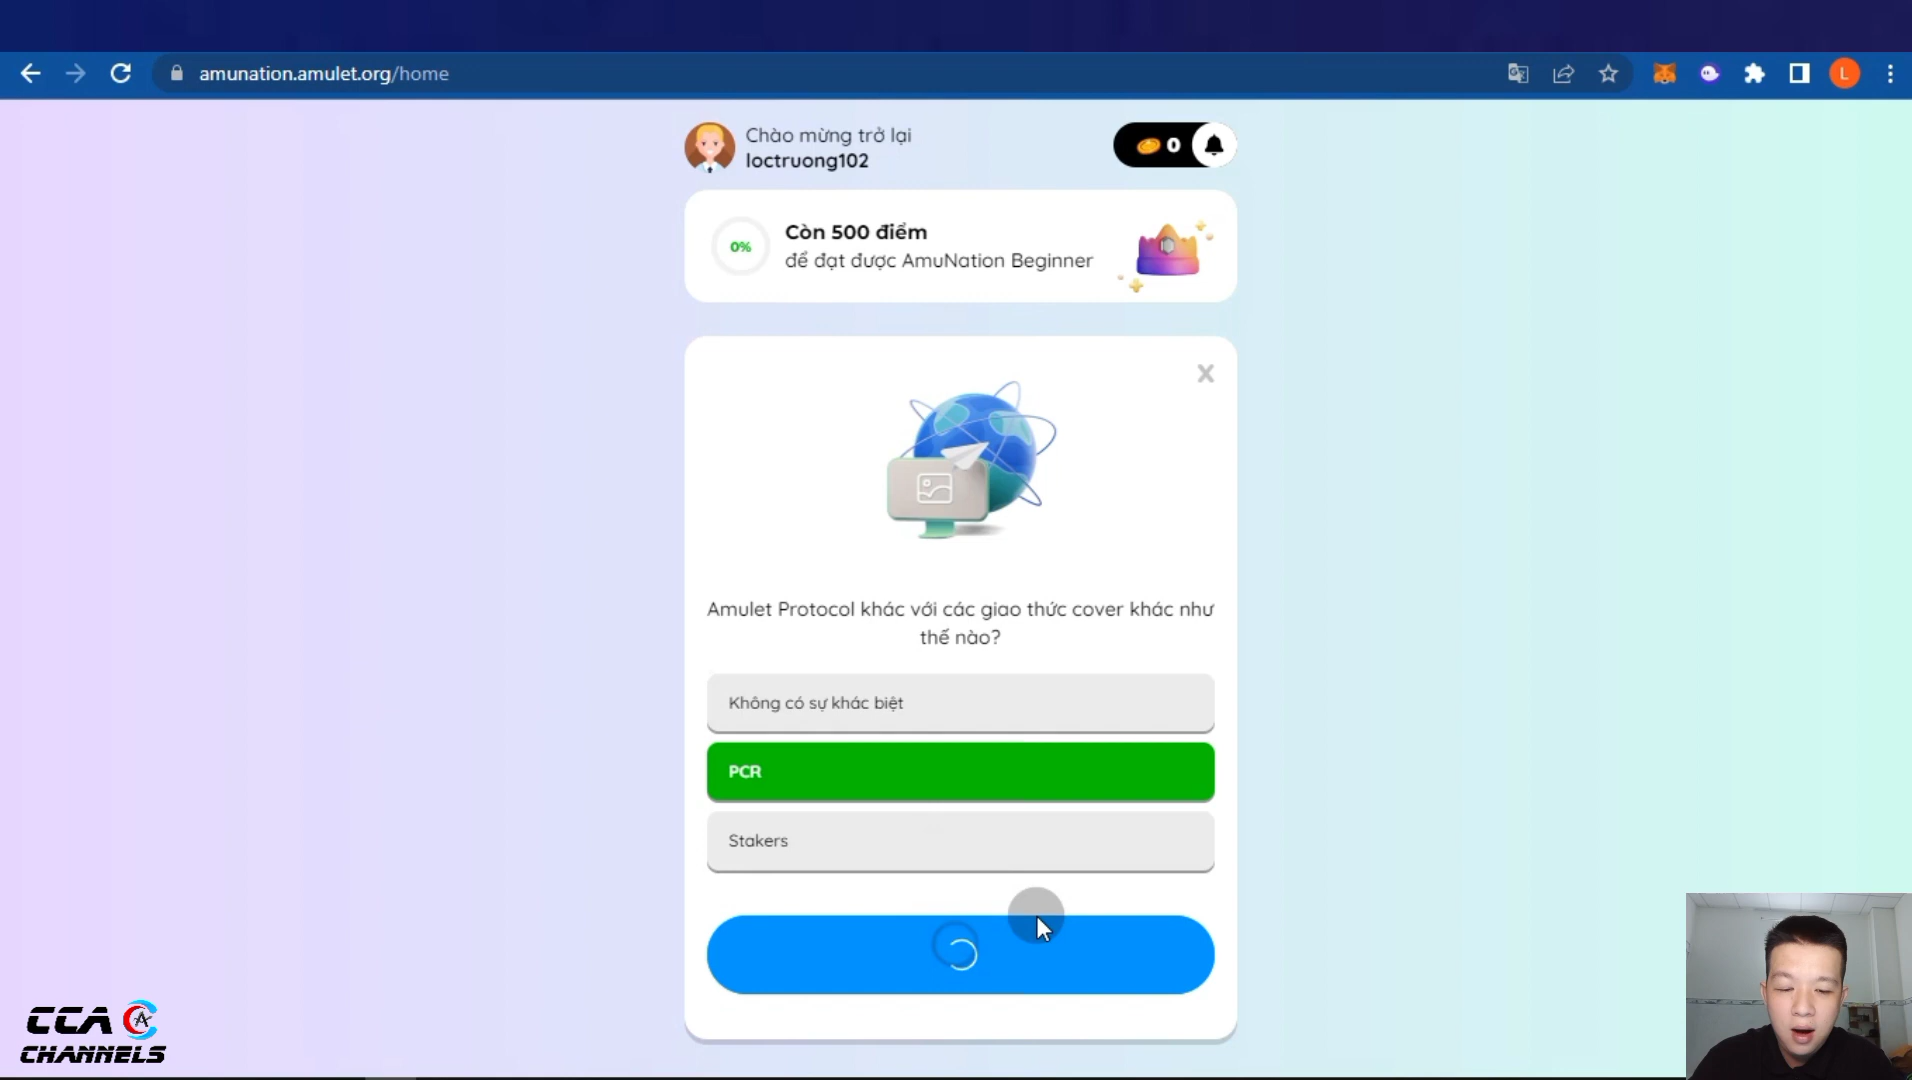 amunation.amulet.org/home
L
Chào mừng trở lại
loctruong102
0
0%
Còn 500 điểm
để đạt được AmuNation Beginner
X
Amulet Protocol khác với các giao thức cover khác như
thế nào?
Không có sự khác biệt
PCR
Stakers
CCA CA
CHANNELS